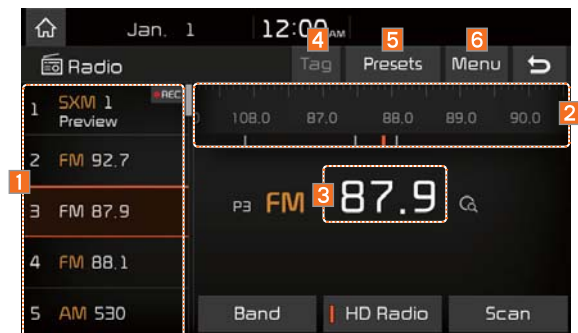 Jan. 1 12:00 AM
4 5 6
Radio Tag Presets Menu
1 SXM 1 REC
Preview
108.0 87.0 88.0 89.0 90.0 2
2 FM 92.7
1
3 FM 87.9
P3 FM 3 87.9
4 FM 88.1
5 AM 530
Band HD Radio Scan